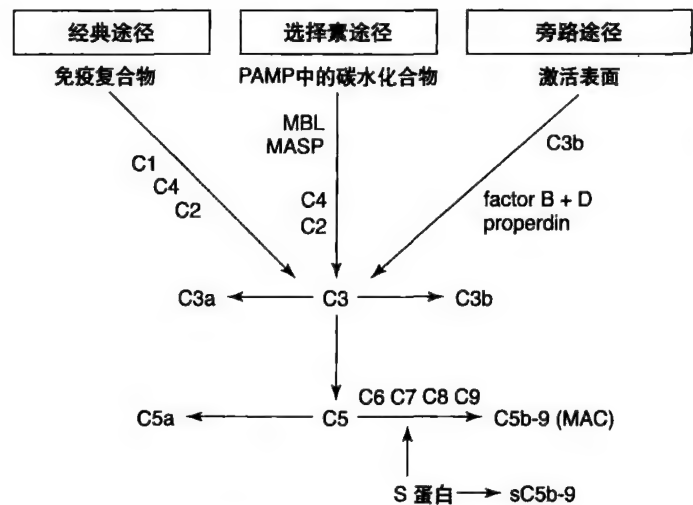 经典途径 选择素途径 旁路途径
免疫复合物 PAMP中的碳水化合物 激活表面
MBL
MASP
C3b
C1
C4
C2
C4
C2
factor B + D
properdin
C3a C3 C3b
C6 C7 C8 C9
C5a C5 C5b-9 (MAC)
S 蛋白 sC5b-9